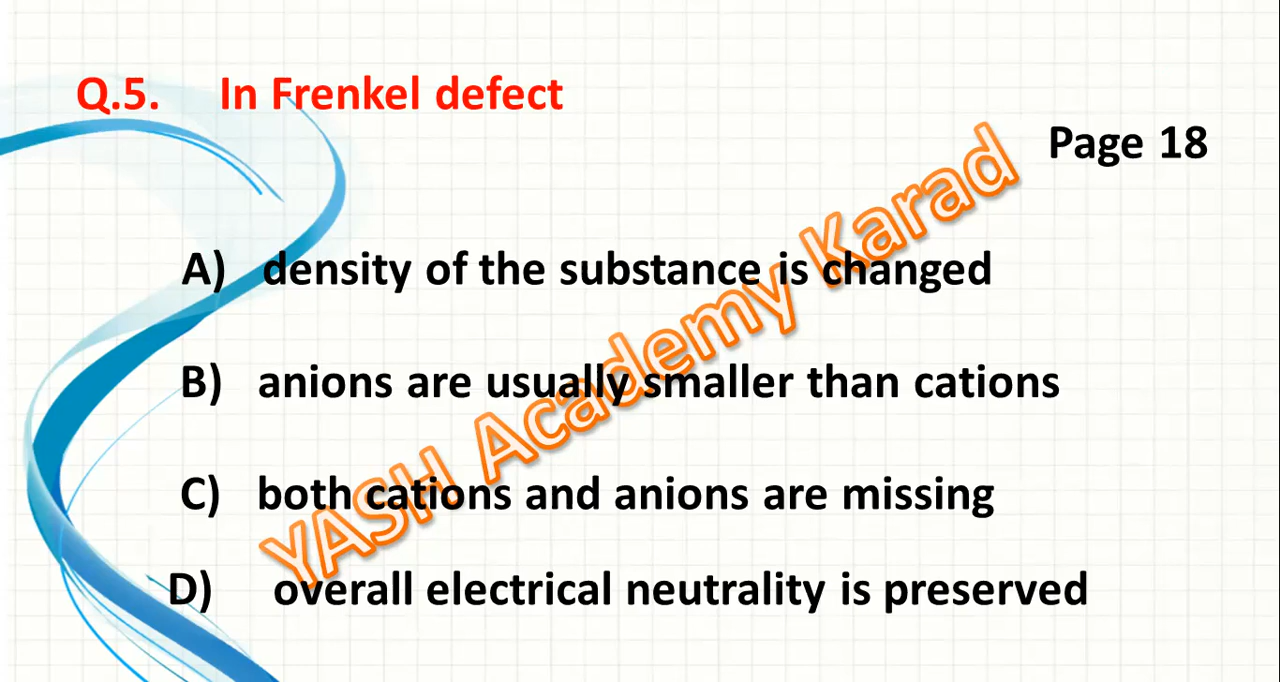 Q.5. In Frenkel defect
Page 18
A) density of the substance is changed
B) anions are usually smaller than cations
C) both cations and anions are missing
D) overall electrical neutrality is preserved
YASH Academy Karad